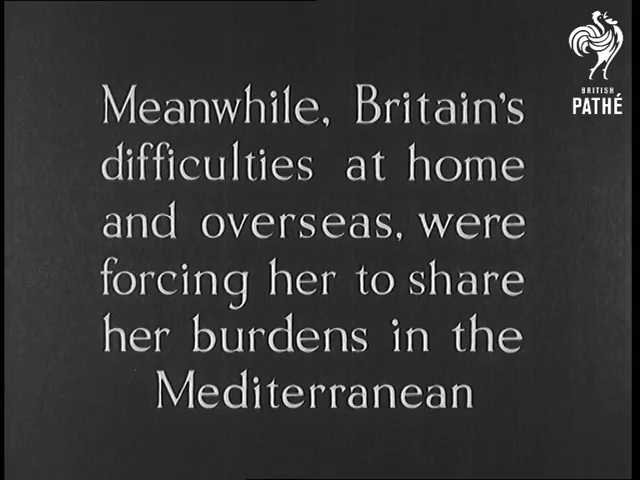 BRITISH
PATHÉ
Meanwhile, Britain's
difficulties at home
and overseas, were
forcing her to share
her burdens in the
Mediterranean